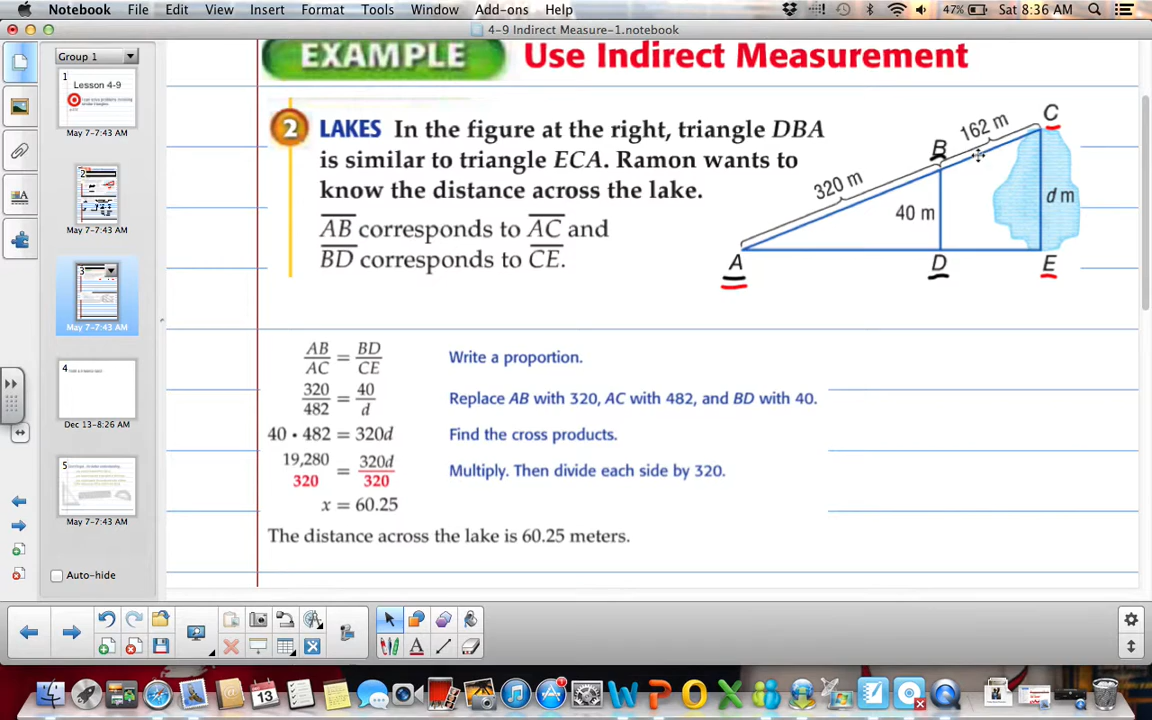 Notebook File Edit View Insert Format Tools Window Add-ons Help 47% Sat 8:36 AM
4-9 Indirect Measure-1.notebook
Group 1
1
Lesson 4-9
May 7-7:43 AM
2
May 7-7:43 AM
3
May 7-7:43 AM
4
Dec 13-8:26 AM
5
May 7-7:43 AM
Auto-hide
EXAMPLE Use Indirect Measurement
2 LAKES In the figure at the right, triangle DBA
is similar to triangle ECA. Ramon wants to
know the distance across the lake.
AB corresponds to AC and
BD corresponds to CE.
C
162 m
B
320 m
40 m
d m
A
D
E
AB/AC = BD/CE Write a proportion.
320/482 = 40/d Replace AB with 320, AC with 482, and BD with 40.
40 • 482 = 320d Find the cross products.
19,280/320 = 320d/320 Multiply. Then divide each side by 320.
x = 60.25
The distance across the lake is 60.25 meters.
A
13
W P O X